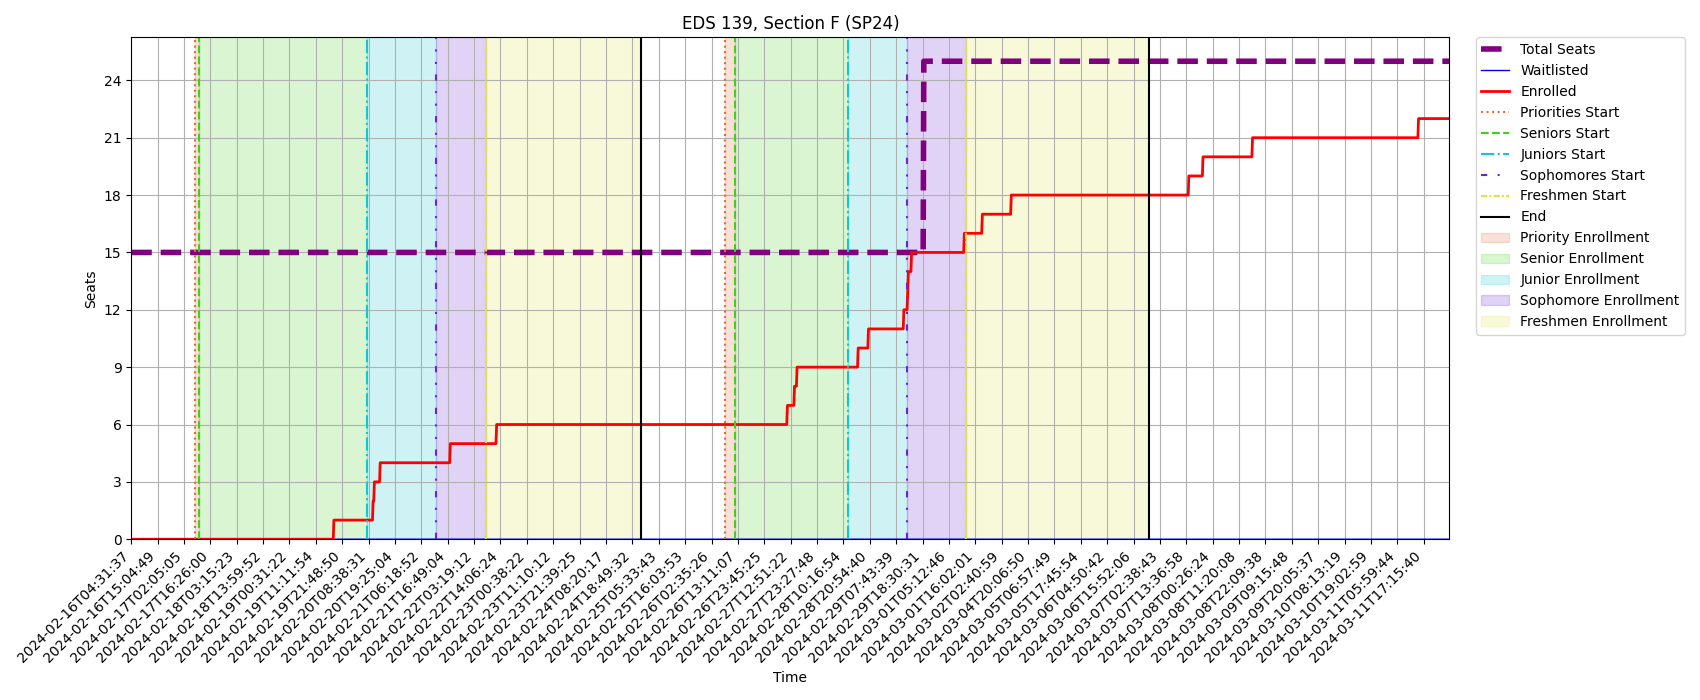 EDS 139, Section F (SP24)
Total Seats
Waitlisted
Enrolled
Priorities Start
Seniors Start
Juniors Start
Sophomores Start
Freshmen Start
End
Priority Enrollment
Senior Enrollment
Junior Enrollment
Sophomore Enrollment
Freshmen Enrollment
Seats
24
21
18
15
12
9
6
3
0
2024-02-16T04:31:37
2024-02-16T15:04:49
2024-02-17T02:05:05
2024-02-17T16:26:00
2024-02-18T03:15:23
2024-02-18T13:59:52
2024-02-19T00:31:22
2024-02-19T11:11:54
2024-02-19T21:48:50
2024-02-20T08:38:31
2024-02-20T19:25:04
2024-02-21T06:18:52
2024-02-21T16:49:04
2024-02-22T03:19:12
2024-02-22T14:06:24
2024-02-23T00:38:22
2024-02-23T11:10:12
2024-02-23T21:39:25
2024-02-24T08:20:17
2024-02-24T18:49:32
2024-02-25T05:33:43
2024-02-25T16:03:53
2024-02-26T02:35:26
2024-02-26T13:11:07
2024-02-26T23:45:25
2024-02-27T12:51:22
2024-02-27T23:27:48
2024-02-28T10:16:54
2024-02-28T20:54:40
2024-02-29T07:43:39
2024-02-29T18:30:31
2024-03-01T05:12:46
2024-03-01T16:02:01
2024-03-02T02:40:59
2024-03-04T20:06:50
2024-03-05T06:57:49
2024-03-05T17:45:54
2024-03-06T04:50:42
2024-03-06T15:52:06
2024-03-07T02:38:43
2024-03-07T13:36:58
2024-03-08T00:26:24
2024-03-08T11:20:08
2024-03-08T22:09:38
2024-03-09T09:15:48
2024-03-09T20:05:37
2024-03-10T08:13:19
2024-03-10T19:02:59
2024-03-11T05:59:44
2024-03-11T17:15:40
Time